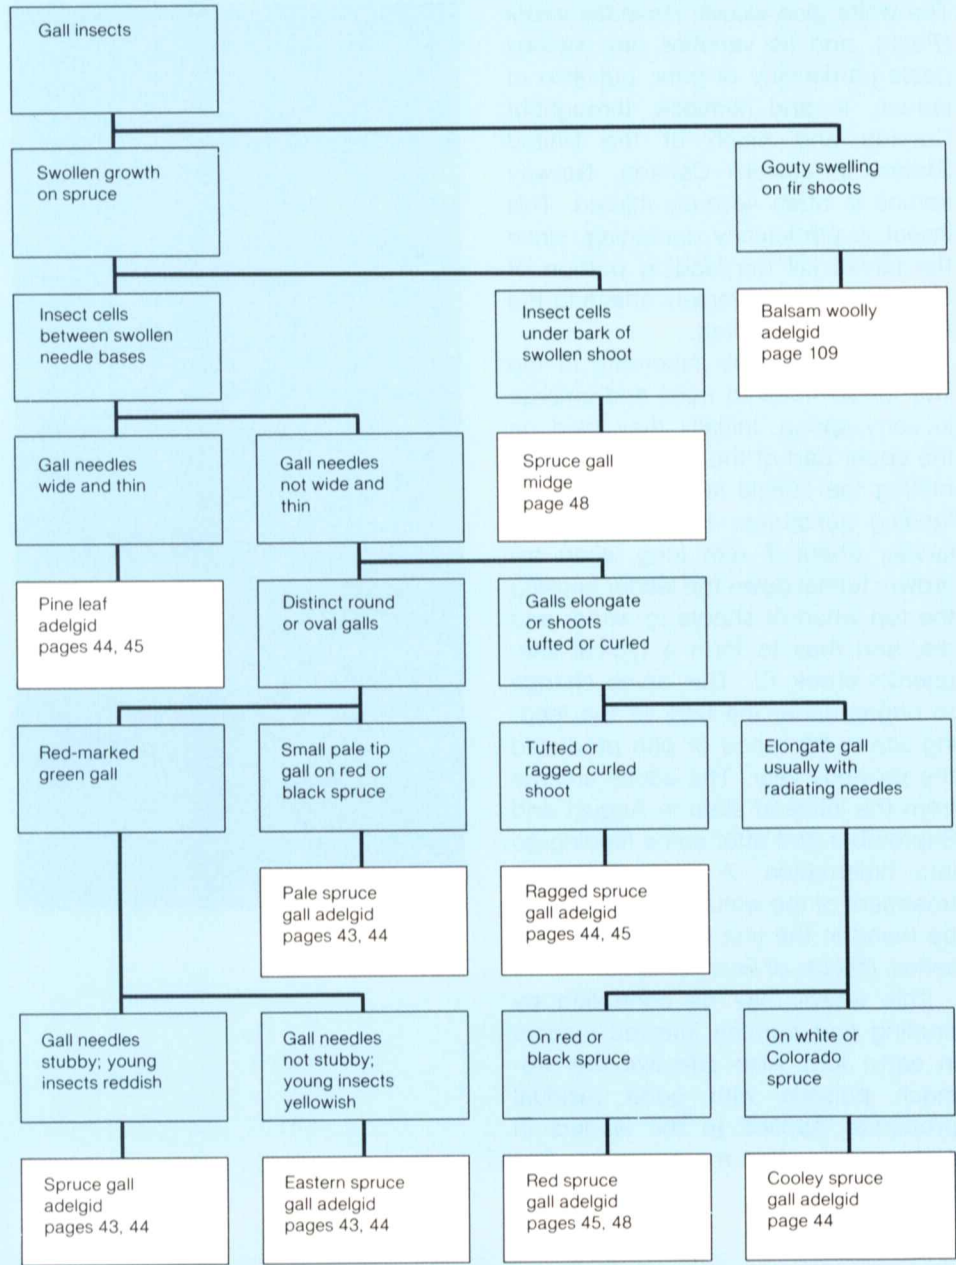 Gall insects
Swollen growth
on spruce
Gouty swelling
on fir shoots
Insect cells
between swollen
needle bases
Insect cells
under bark of
swollen shoot
Balsam woolly
adelgid
page 109
Gall needles
wide and thin
Gall needles
not wide and
thin
Spruce gall
midge
page 48
Pine leaf
adelgid
pages 44, 45
Distinct round
or oval galls
Galls elongate
or shoots
tufted or curled
Red-marked
green gall
Small pale tip
gall on red or
black spruce
Tufted or
ragged curled
shoot
Elongate gall
usually with
radiating needles
Pale spruce
gall adelgid
pages 43, 44
Ragged spruce
gall adelgid
pages 44, 45
Gall needles
stubby; young
insects reddish
Gall needles
not stubby;
young insects
yellowish
On red or
black spruce
On white or
Colorado
spruce
Spruce gall
adelgid
pages 43, 44
Eastern spruce
gall adelgid
pages 43, 44
Red spruce
gall adelgid
pages 45, 48
Cooley spruce
gall adelgid
page 44